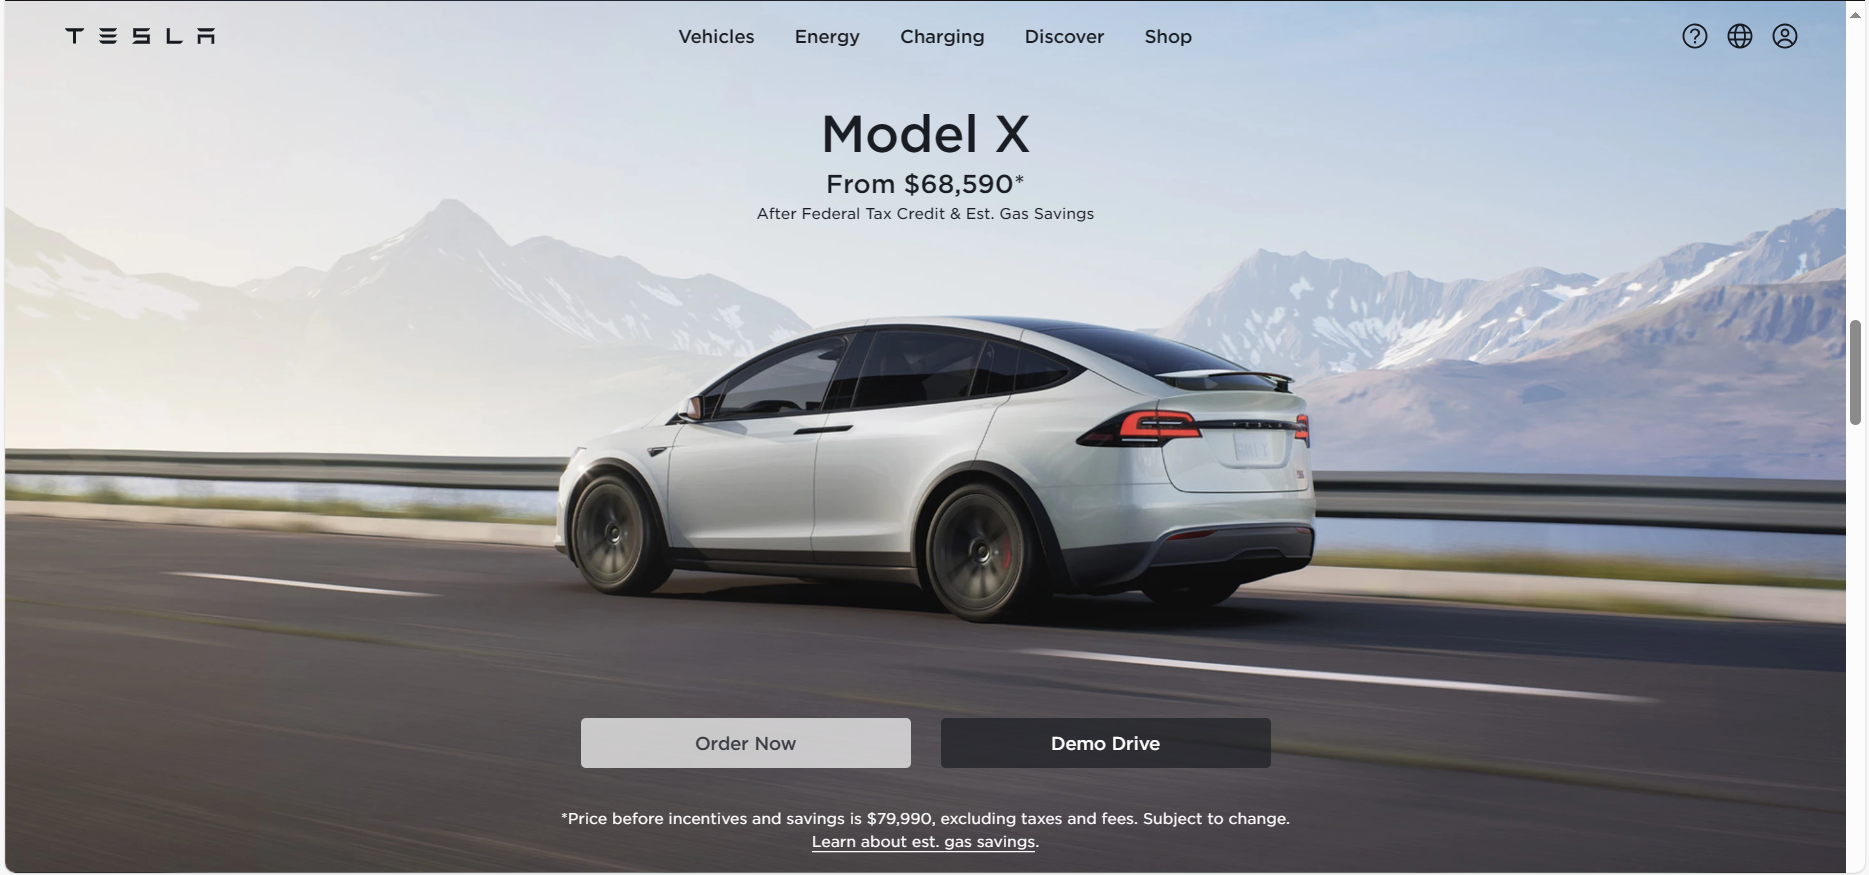 TESLA
Vehicles Energy Charging Discover Shop
?
Model X
From $68,590*
After Federal Tax Credit & Est. Gas Savings
TESLA
Order Now
Demo Drive
*Price before incentives and savings is $79,990, excluding taxes and fees. Subject to change.
Learn about est. gas savings.